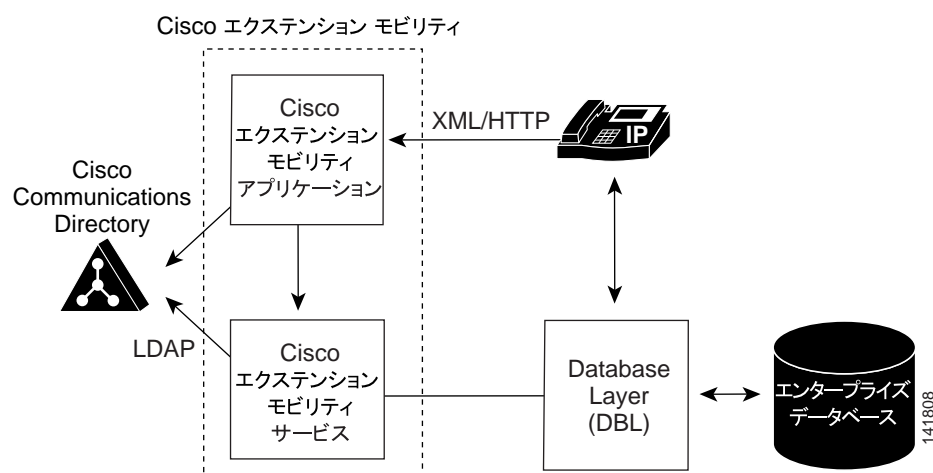 Cisco エクステンション モビリティ
Cisco
エクステンション
モビリティ
アプリケーション
XML/HTTP
IP
Cisco
Communications
Directory
LDAP
Cisco
エクステンション
モビリティ
サービス
Database
Layer
(DBL)
エンタープライズ
データベース
141808